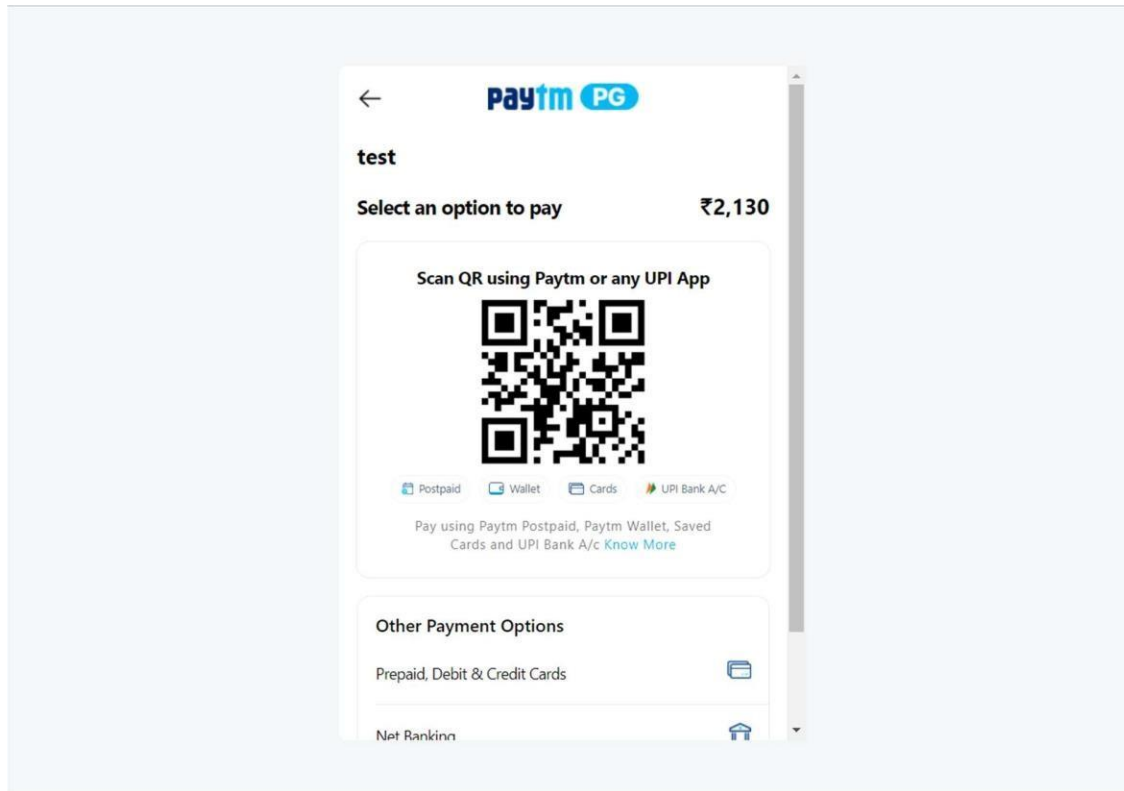 paytm PG
test
Select an option to pay ₹2,130
Scan QR using Paytm or any UPI App
Postpaid Wallet Cards UPI Bank A/C
Pay using Paytm Postpaid, Paytm Wallet, Saved
Cards and UPI Bank A/c Know More
Other Payment Options
Prepaid, Debit & Credit Cards
Net Banking